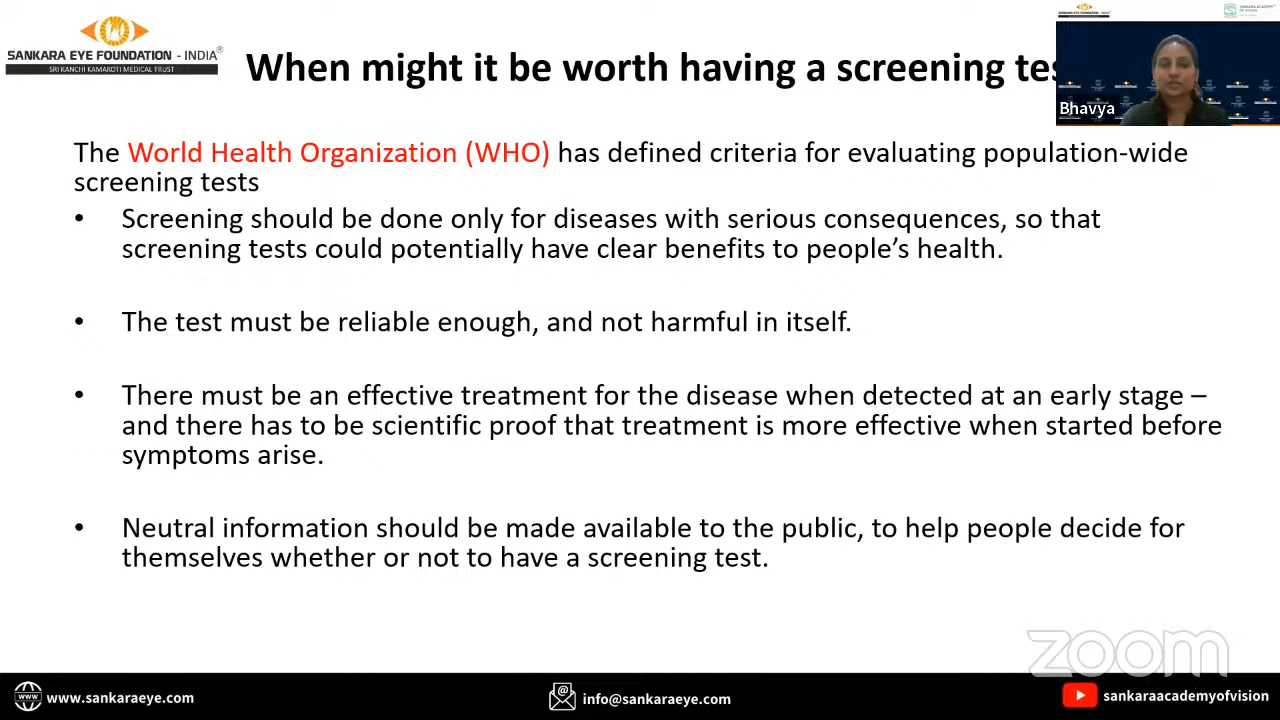 SANKARA EYE FOUNDATION - INDIA®
SRI KANCHI KAMAKOTI MEDICAL TRUST
When might it be worth having a screening tes
Bhavya
The World Health Organization (WHO) has defined criteria for evaluating population-wide
screening tests
• Screening should be done only for diseases with serious consequences, so that
screening tests could potentially have clear benefits to people’s health.
• The test must be reliable enough, and not harmful in itself.
• There must be an effective treatment for the disease when detected at an early stage –
and there has to be scientific proof that treatment is more effective when started before
symptoms arise.
• Neutral information should be made available to the public, to help people decide for
themselves whether or not to have a screening test.
zoom
www.sankaraeye.com
info@sankaraeye.com
sankaraacademyofvision